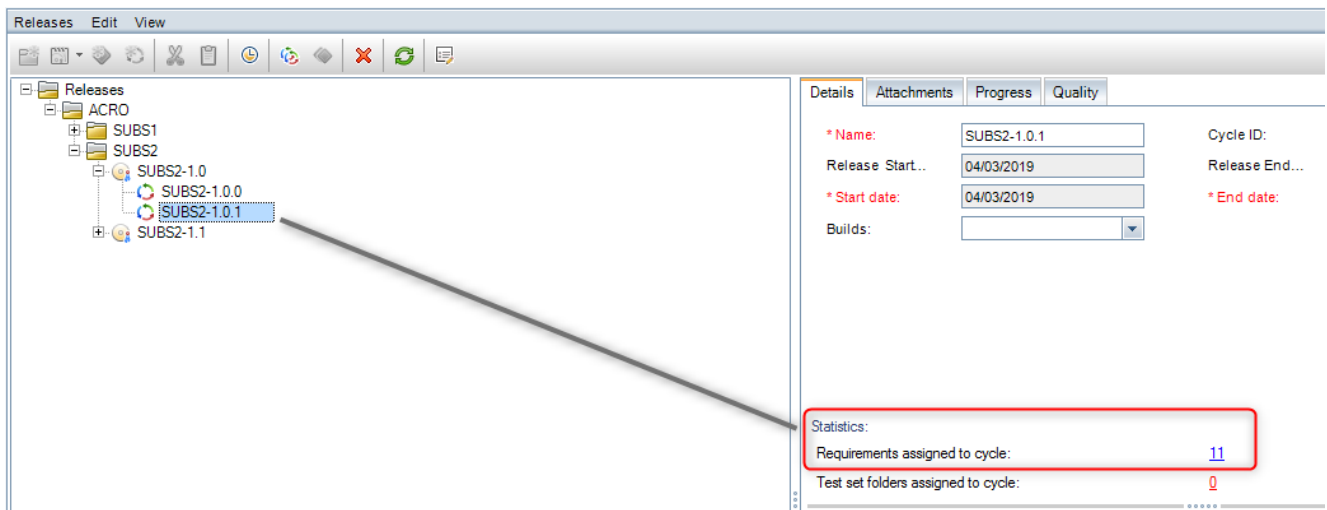 Releases Edit View
Releases
ACRO
SUBS1
SUBS2
SUBS2-1.0
SUBS2-1.0.0
SUBS2-1.0.1
SUBS2-1.1
Details Attachments Progress Quality
* Name: SUBS2-1.0.1 Cycle ID:
Release Start... 04/03/2019 Release End...
* Start date: 04/03/2019 * End date:
Builds:
Statistics:
Requirements assigned to cycle: 11
Test set folders assigned to cycle: 0